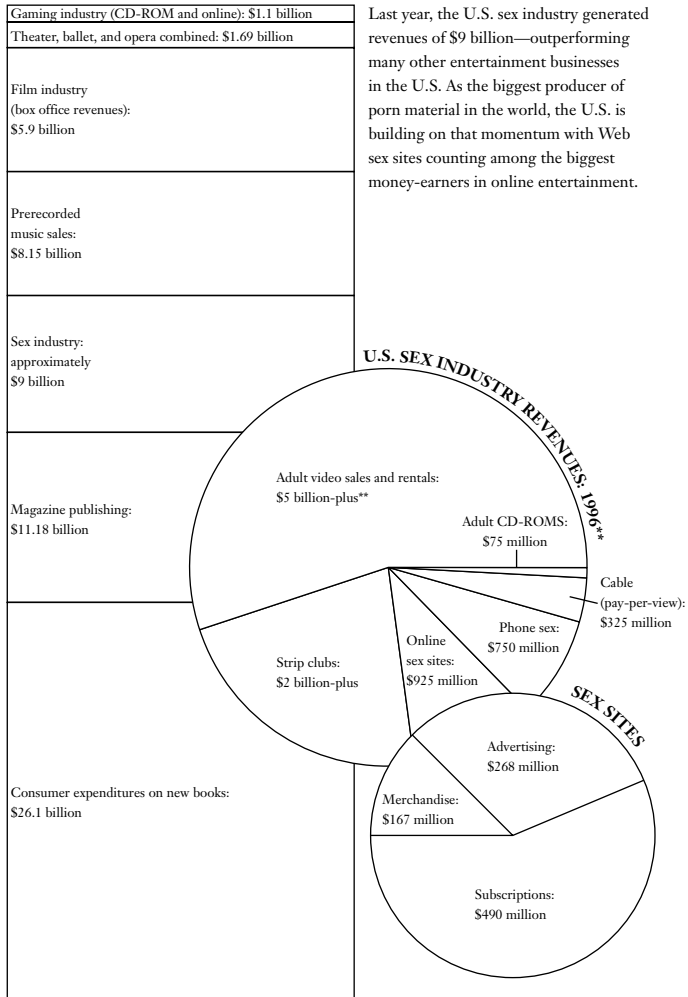 Gaming industry (CD-ROM and online): $1.1 billion
Theater, ballet, and opera combined: $1.69 billion
Film industry
(box office revenues):
$5.9 billion
Prerecorded
music sales:
$8.15 billion
Sex industry:
approximately
$9 billion
Magazine publishing:
$11.18 billion
Consumer expenditures on new books:
$26.1 billion
Last year, the U.S. sex industry generated
revenues of $9 billion—outperforming
many other entertainment businesses
in the U.S. As the biggest producer of
porn material in the world, the U.S. is
building on that momentum with Web
sex sites counting among the biggest
money-earners in online entertainment.
U.S. SEX INDUSTRY REVENUES: 1996**
Adult video sales and rentals:
$5 billion-plus**
Adult CD-ROMS:
$75 million
Cable
(pay-per-view):
$325 million
Phone sex:
$750 million
Online
sex sites:
$925 million
Strip clubs:
$2 billion-plus
SEX SITES
Advertising:
$268 million
Merchandise:
$167 million
Subscriptions:
$490 million